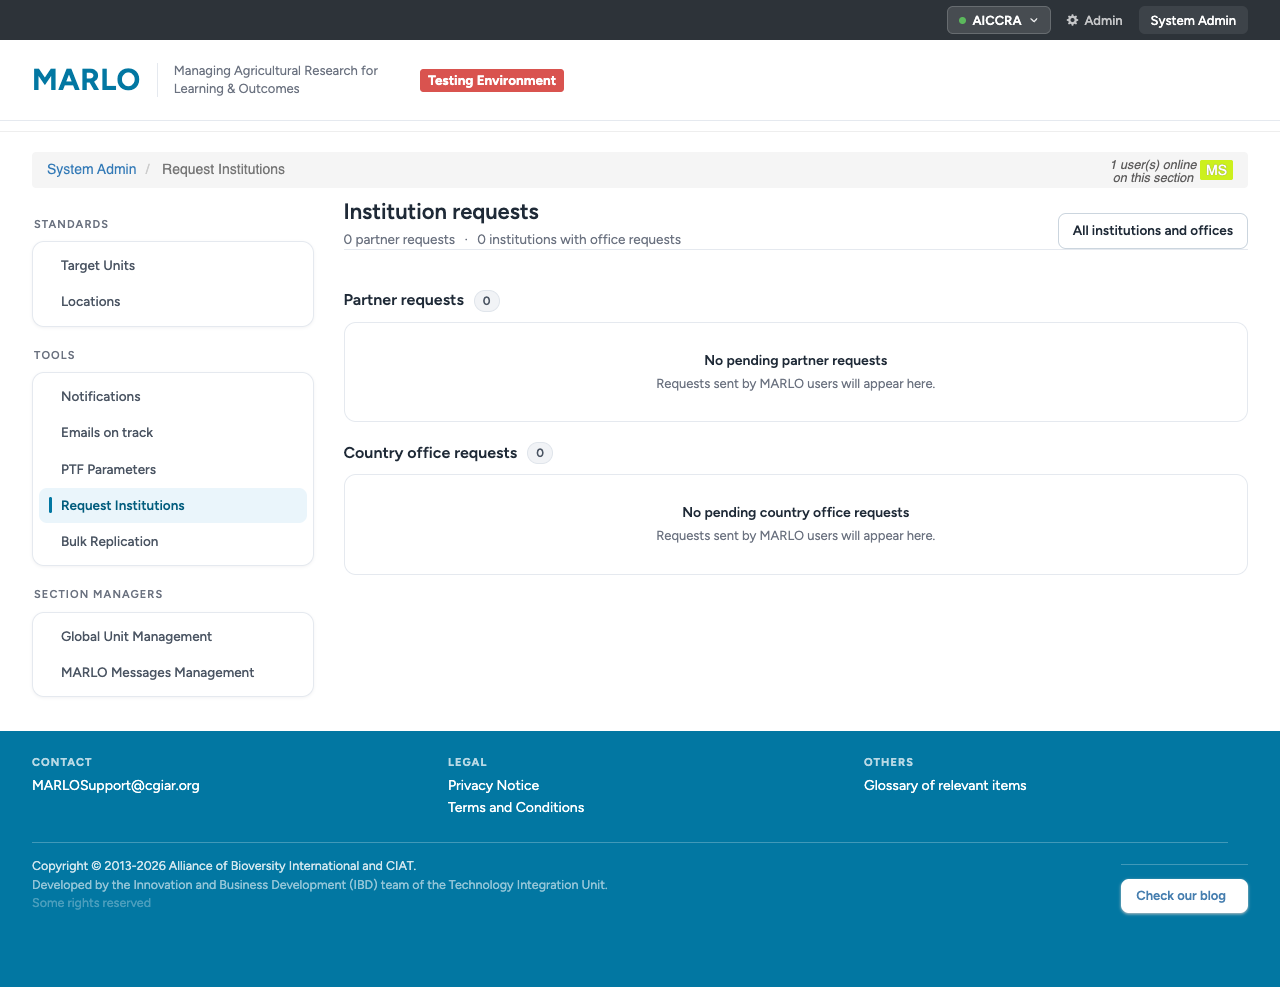 AICCRA
Admin
System Admin
MARLO
Managing Agricultural Research for
Learning & Outcomes
Testing Environment
System Admin / Request Institutions
1 user(s) online
on this section
MS
STANDARDS
Target Units
Locations
TOOLS
Notifications
Emails on track
PTF Parameters
Request Institutions
Bulk Replication
SECTION MANAGERS
Global Unit Management
MARLO Messages Management
Institution requests
0 partner requests · 0 institutions with office requests
All institutions and offices
Partner requests 0
No pending partner requests
Requests sent by MARLO users will appear here.
Country office requests 0
No pending country office requests
Requests sent by MARLO users will appear here.
CONTACT
MARLOSupport@cgiar.org
LEGAL
Privacy Notice
Terms and Conditions
OTHERS
Glossary of relevant items
Copyright © 2013-2026 Alliance of Bioversity International and CIAT.
Developed by the Innovation and Business Development (IBD) team of the Technology Integration Unit.
Some rights reserved
Check our blog